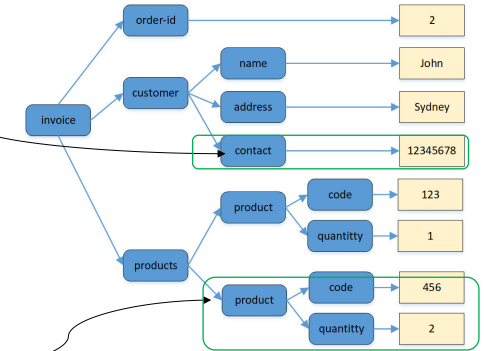 order-id
2
name
John
customer
address
Sydney
invoice
contact
12345678
code
123
product
quantitty
1
products
code
456
product
quantitty
2